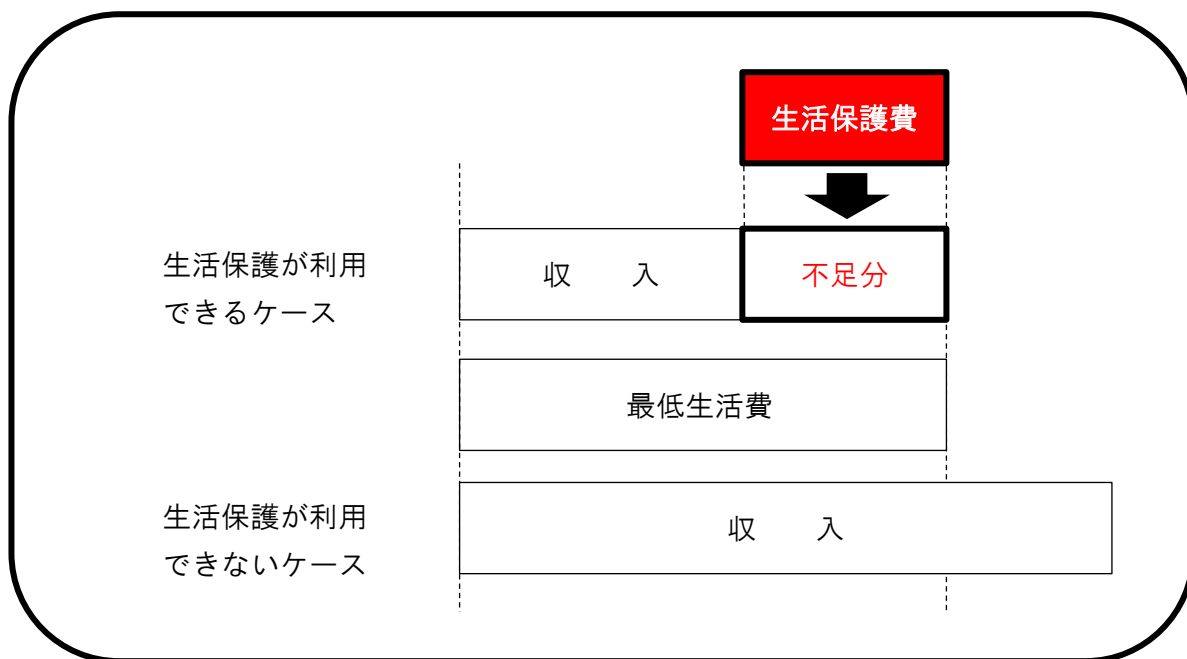 生活保護費
生活保護が利用
できるケース
収　　入
不足分
最低生活費
生活保護が利用
できないケース
収　　入